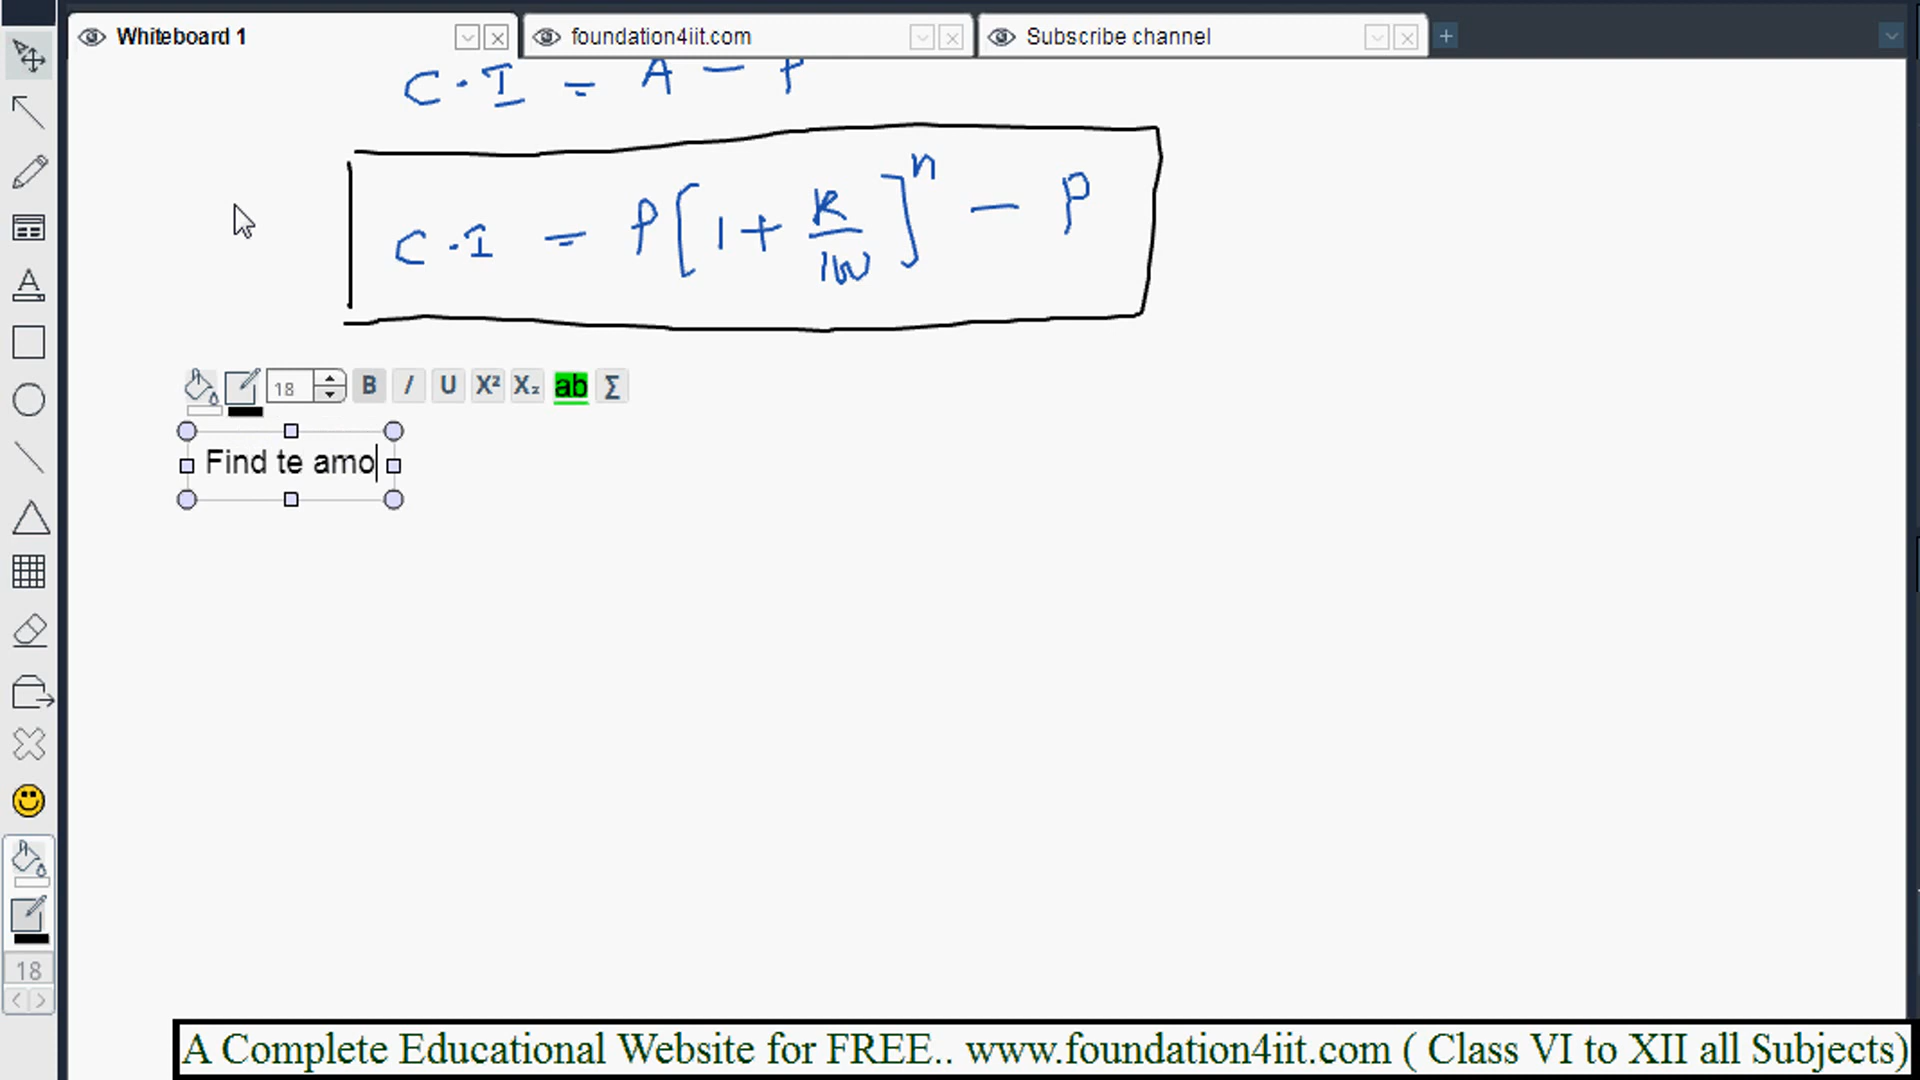 Whiteboard 1 foundation4iit.com Subscribe channel
C.I = A - P
C.I = P[1 + R/100]^n - P
18 B I U X² X₂ ab Σ
Find te amo
18
A Complete Educational Website for FREE.. www.foundation4iit.com ( Class VI to XII all Subjects)